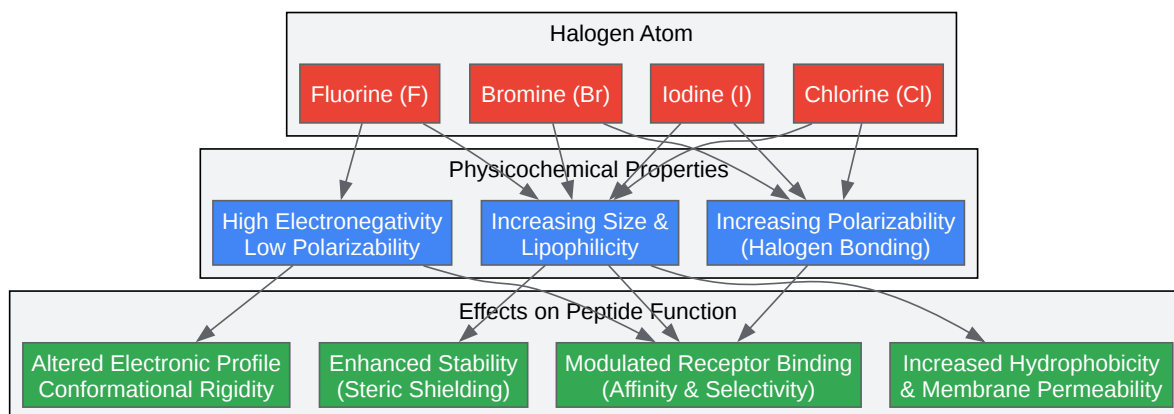 Halogen Atom
Fluorine (F)
Bromine (Br)
Iodine (I)
Chlorine (Cl)
Physicochemical Properties
High Electronegativity
Low Polarizability
Increasing Size &
Lipophilicity
Increasing Polarizability
(Halogen Bonding)
Effects on Peptide Function
Altered Electronic Profile
Conformational Rigidity
Enhanced Stability
(Steric Shielding)
Modulated Receptor Binding
(Affinity & Selectivity)
Increased Hydrophobicity
& Membrane Permeability